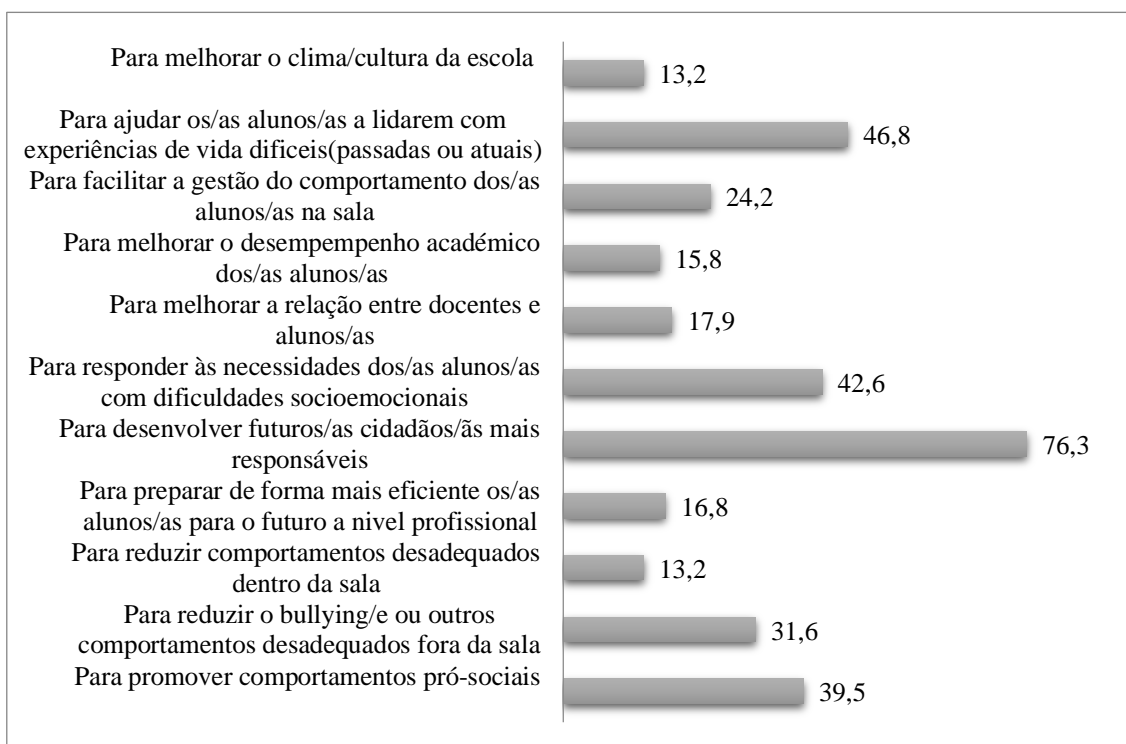 Para melhorar o clima/cultura da escola
13,2
Para ajudar os/as alunos/as a lidarem com
experiências de vida dificeis(passadas ou atuais)
46,8
Para facilitar a gestão do comportamento dos/as
alunos/as na sala
24,2
Para melhorar o desempempenho académico
dos/as alunos/as
15,8
Para melhorar a relação entre docentes e
alunos/as
17,9
Para responder às necessidades dos/as alunos/as
com dificuldades socioemocionais
42,6
Para desenvolver futuros/as cidadãos/ãs mais
responsáveis
76,3
Para preparar de forma mais eficiente os/as
alunos/as para o futuro a nivel profissional
16,8
Para reduzir comportamentos desadequados
dentro da sala
13,2
Para reduzir o bullying/e ou outros
comportamentos desadequados fora da sala
31,6
Para promover comportamentos pró-sociais
39,5